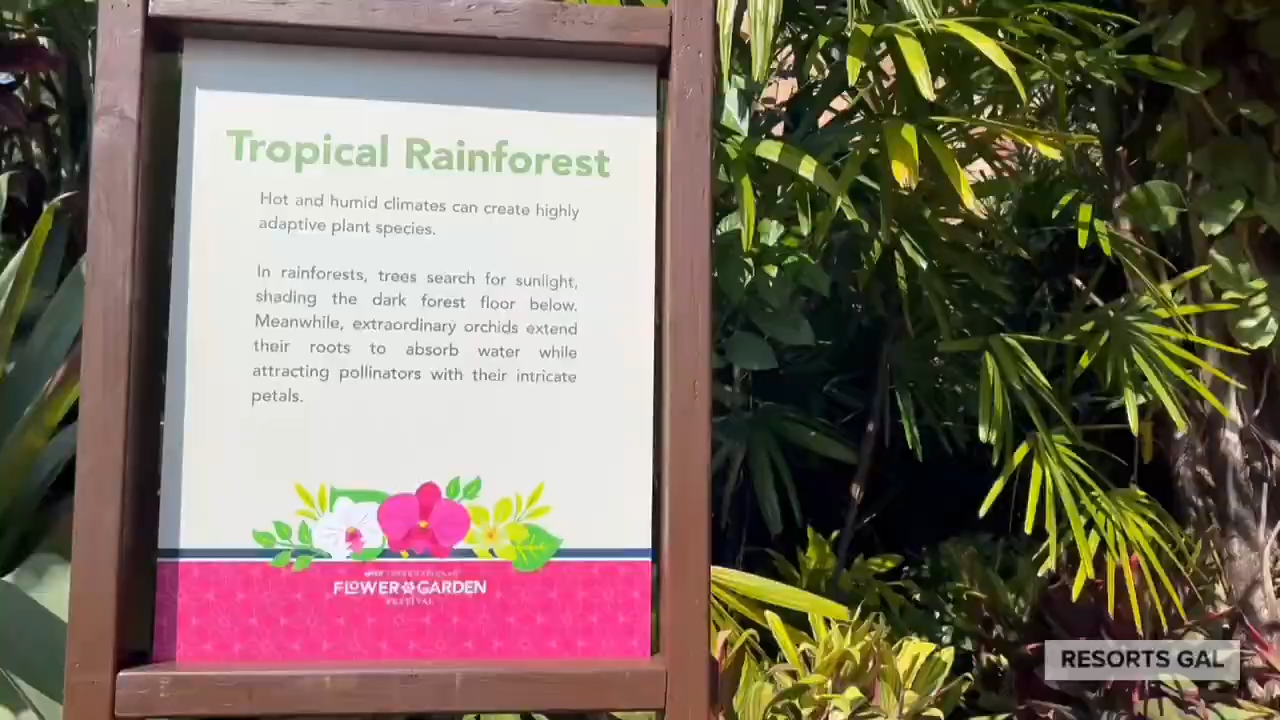 Tropical Rainforest
Hot and humid climates can create highly
adaptive plant species.
In rainforests, trees search for sunlight,
shading the dark forest floor below.
Meanwhile, extraordinary orchids extend
their roots to absorb water while
attracting pollinators with their intricate
petals.
FLOWER GARDEN
FESTIVAL
RESORTS GAL